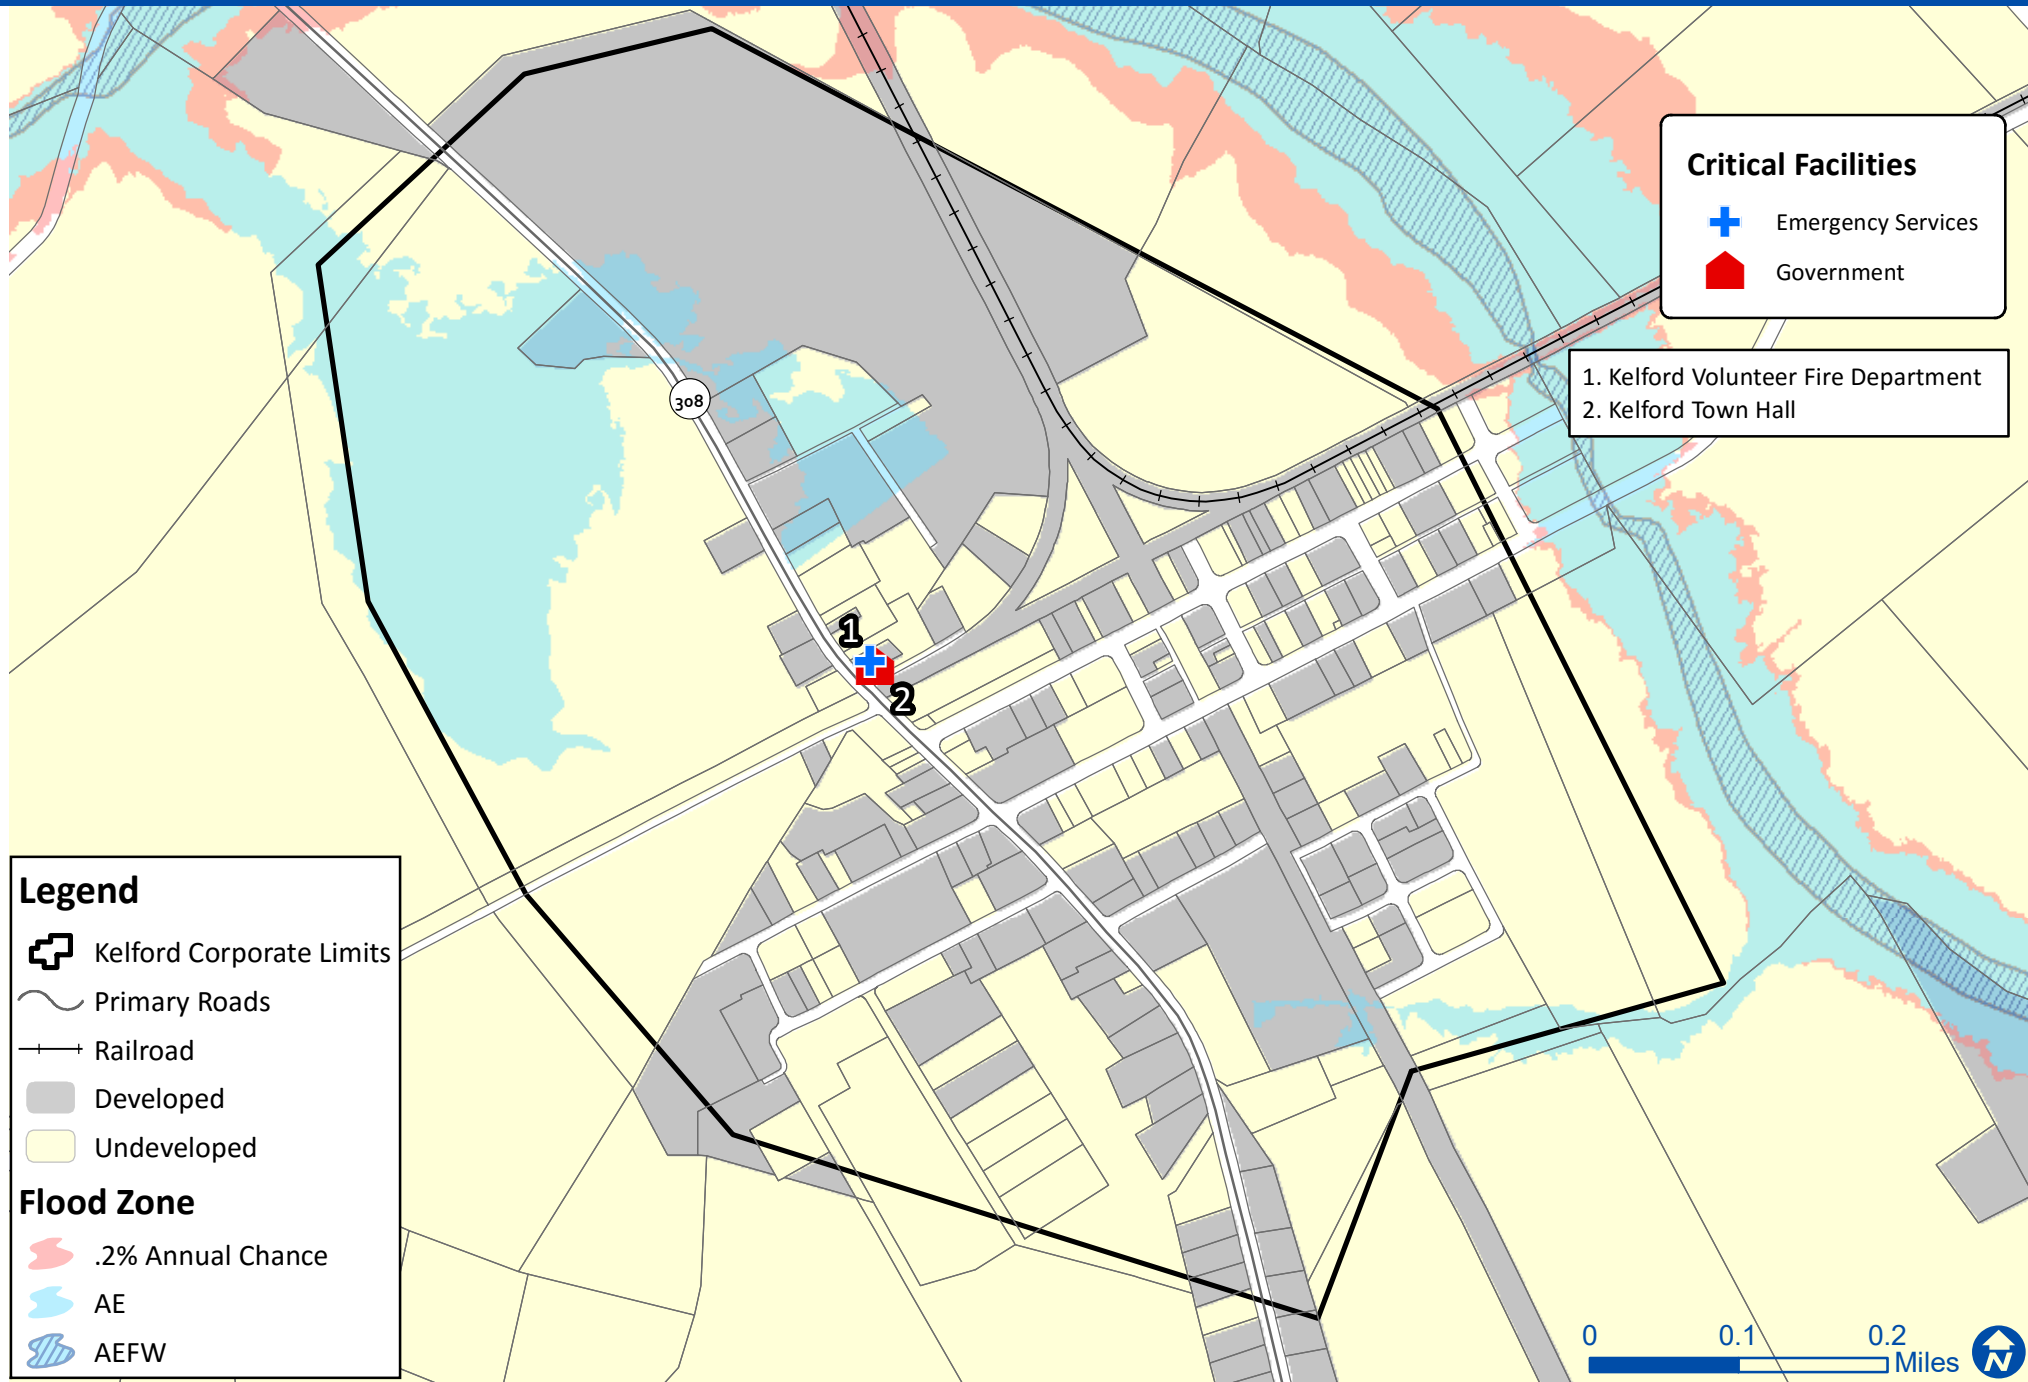 Critical Facilities
Emergency Services
Government
1. Kelford Volunteer Fire Department
2. Kelford Town Hall
308
1
2
Legend
Kelford Corporate Limits
Primary Roads
Railroad
Developed
Undeveloped
Flood Zone
.2% Annual Chance
AE
AEFW
0 0.1 0.2
Miles
N